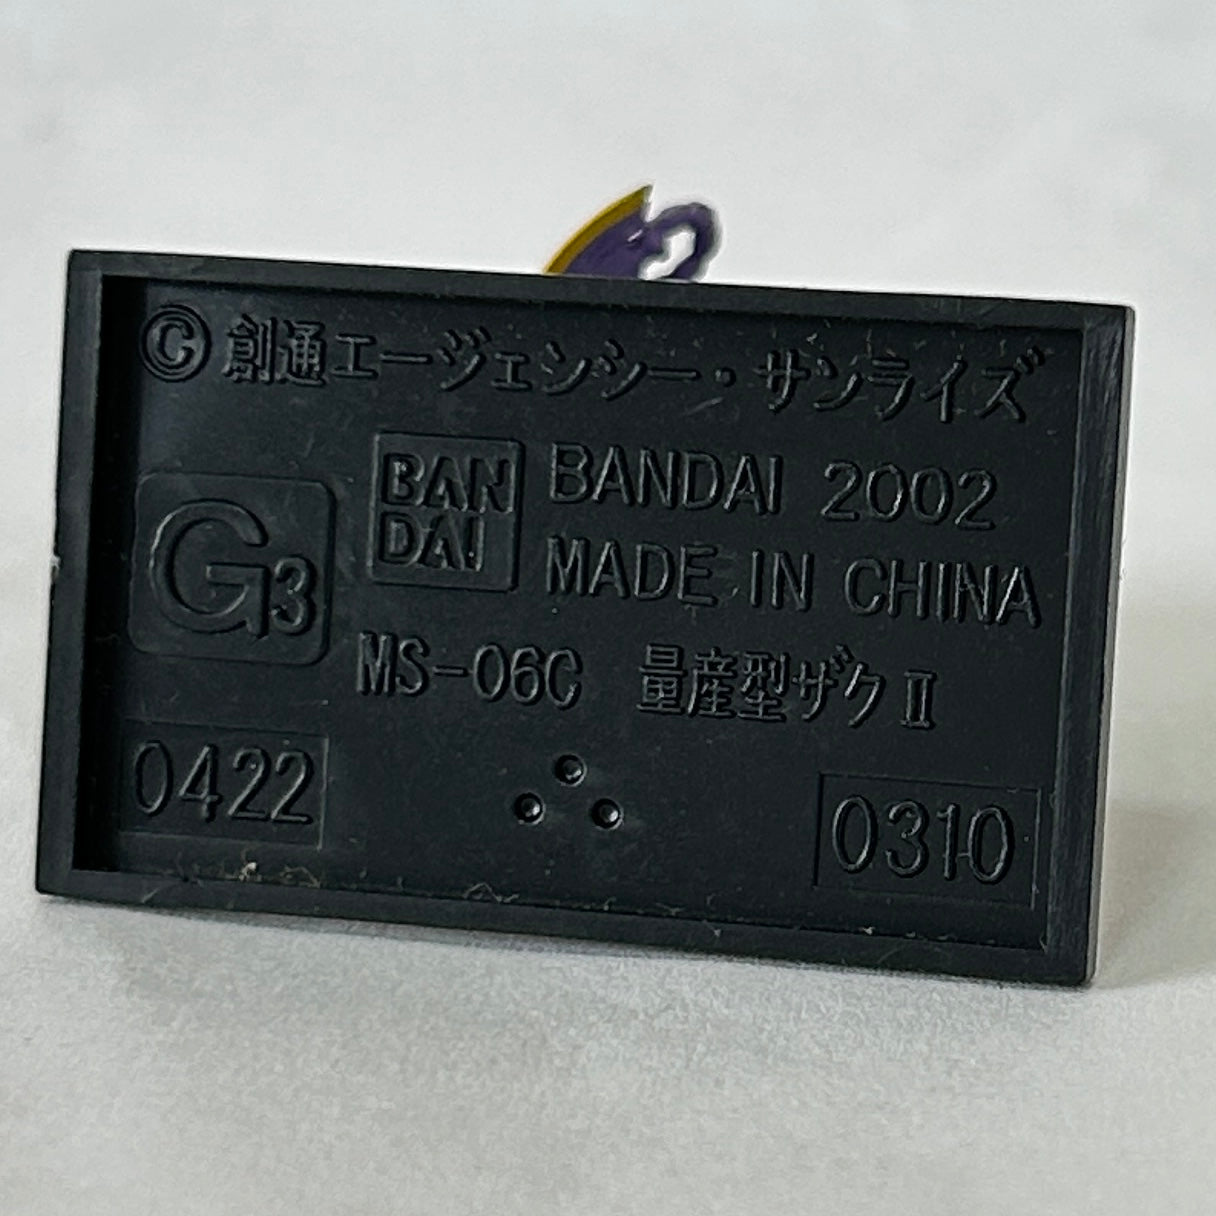 © 創通エージェンシー・サンライズ
BAN
DAI
BANDAI 2002
MADE IN CHINA
G3
MS-06C 量産型ザクⅡ
0422
0310